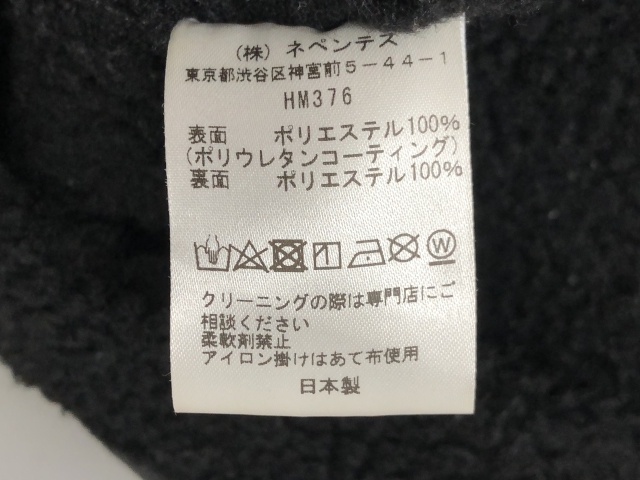 （株）ネペンテス
東京都渋谷区神宮前5－44－1
HM376
表面　ポリエステル100%
(ポリウレタンコーティング)
裏面　ポリエステル100%
W
クリーニングの際は専門店にご
相談ください
柔軟剤禁止
アイロン掛けはあて布使用
日本製